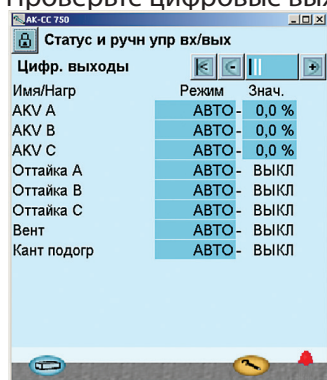 Проверьте цифровые вых
AK-CC 750
Статус и ручн упр вх/вых
Цифр. выходы
Имя/Нагр Режим Знач.
AKV A АВТО - 0,0 %
AKV B АВТО - 0,0 %
AKV C АВТО - 0,0 %
Оттайка A АВТО - ВЫКЛ
Оттайка B АВТО - ВЫКЛ
Оттайка C АВТО - ВЫКЛ
Вент АВТО - ВЫКЛ
Кант подогр АВТО - ВЫКЛ